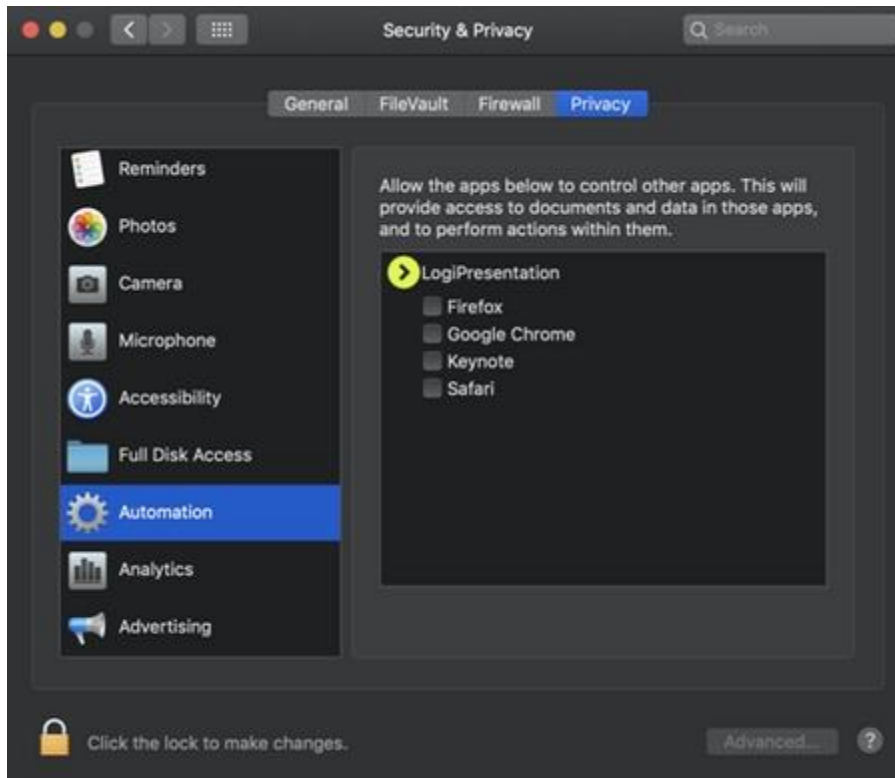 Security & Privacy
Search
General FileVault Firewall Privacy
Reminders
Photos
Camera
Microphone
Accessibility
Full Disk Access
Automation
Analytics
Advertising
Allow the apps below to control other apps. This will
provide access to documents and data in those apps,
and to perform actions within them.
LogiPresentation
Firefox
Google Chrome
Keynote
Safari
Click the lock to make changes.
Advanced...
?